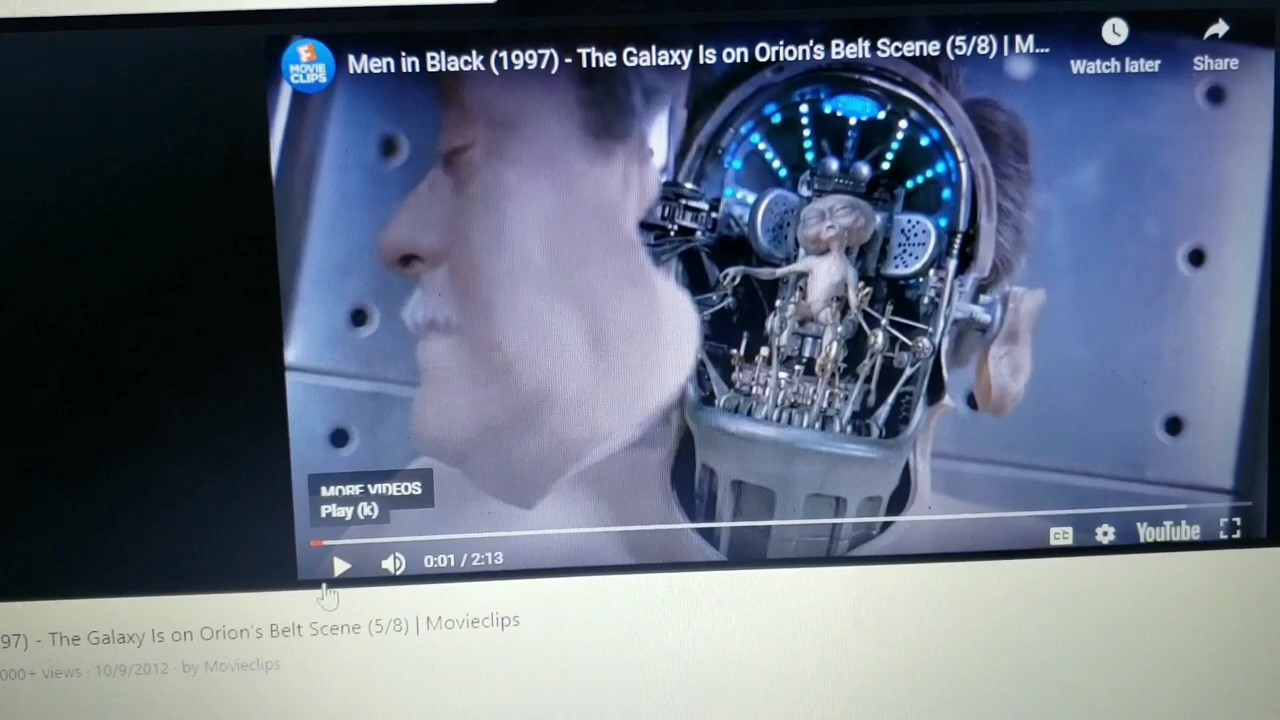 MOVIE
CLIPS
Men in Black (1997) - The Galaxy Is on Orion's Belt Scene (5/8) | M...
Watch later
Share
MORE VIDEOS
Play (k)
0:01 / 2:13
CC
YouTube
97) - The Galaxy Is on Orion's Belt Scene (5/8) | Movieclips
000+ views · 10/9/2012 · by Movieclips